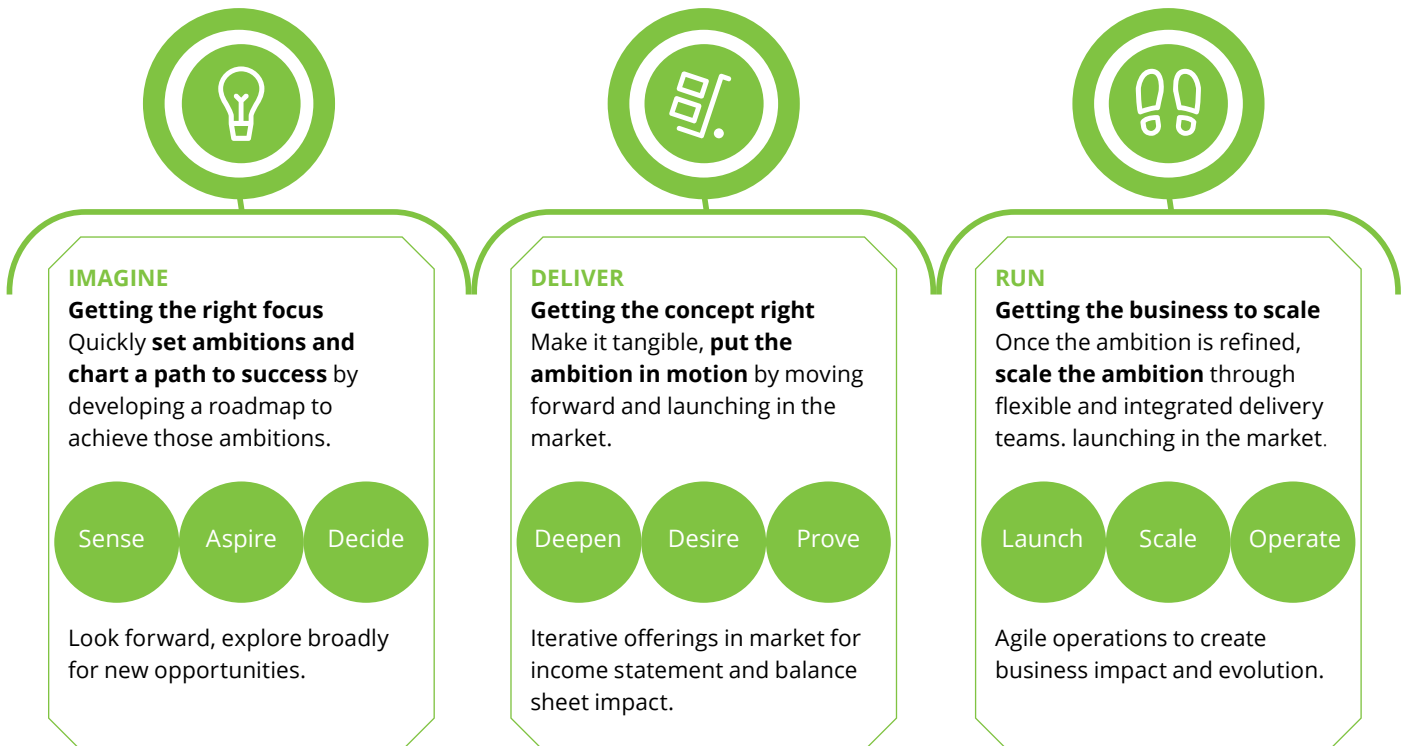 IMAGINE
Getting the right focus
Quickly set ambitions and
chart a path to success by
developing a roadmap to
achieve those ambitions.
Sense
Aspire
Decide
Look forward, explore broadly
for new opportunities.
DELIVER
Getting the concept right
Make it tangible, put the
ambition in motion by moving
forward and launching in the
market.
Deepen
Desire
Prove
Iterative offerings in market for
income statement and balance
sheet impact.
RUN
Getting the business to scale
Once the ambition is refined,
scale the ambition through
flexible and integrated delivery
teams. launching in the market.
Launch
Scale
Operate
Agile operations to create
business impact and evolution.